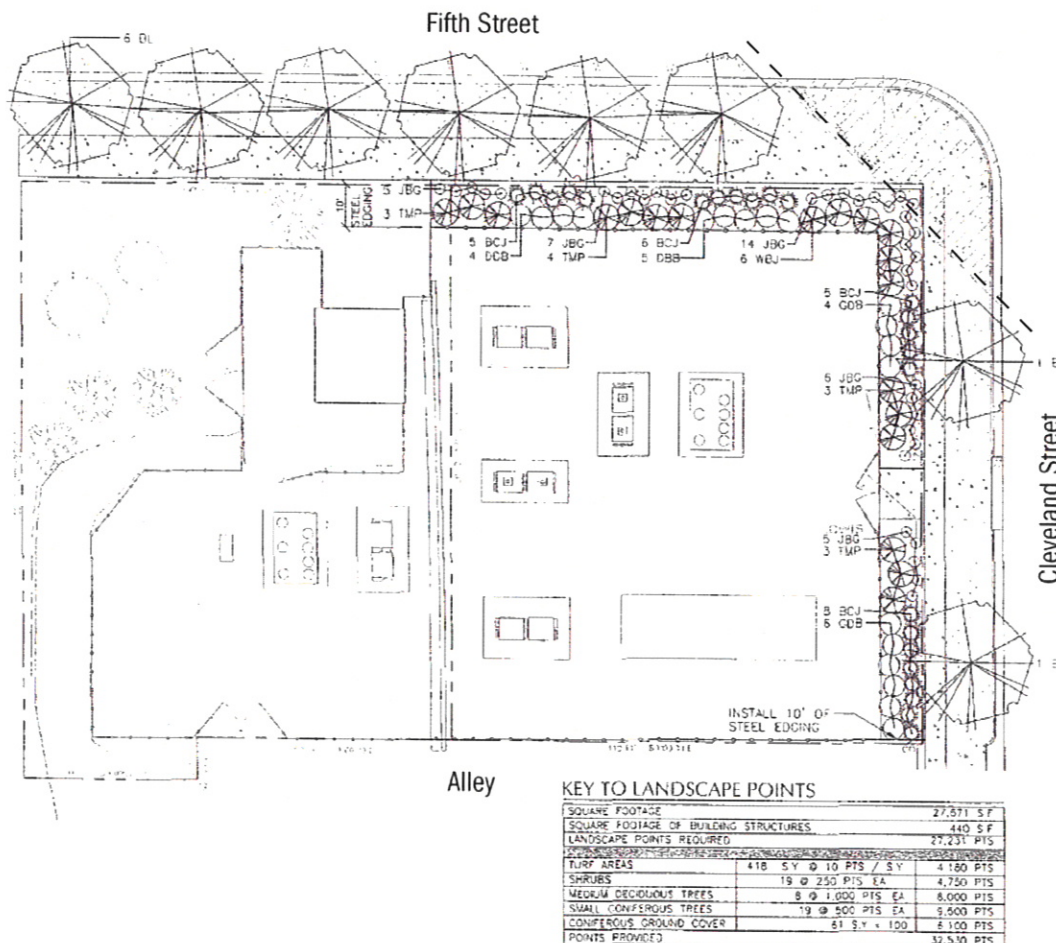 Fifth Street
6 DL
5 JBG
3 TMP
10'
STEEL
EDGING
5 BCJ
7 JBG
6 BCJ
14 JBG
4 TMP
5 DBB
6 WBJ
5 BCJ
4 GDB
5 JBG
3 TMP
Cleveland Street
5 JBG
3 TMP
8 BCJ
6 GDB
INSTALL 10' OF
STEEL EDGING
Alley
KEY TO LANDSCAPE POINTS
SQUARE FOOTAGE 27,671 S F
SQUARE FOOTAGE OF BUILDING STRUCTURES 440 S F
LANDSCAPE POINTS REQUIRED 27,231 PTS
TURF AREAS 418 S Y @ 10 PTS / S Y 4 180 PTS
SHRUBS 19 @ 250 PTS EA 4,750 PTS
MEDIUM DECIDUOUS TREES 8 @ 1,000 PTS EA 8,000 PTS
SMALL CONIFEROUS TREES 19 @ 500 PTS EA 9,500 PTS
CONIFEROUS GROUND COVER 61 S.Y x 100 6 100 PTS
POINTS PROVIDED 32,530 PTS